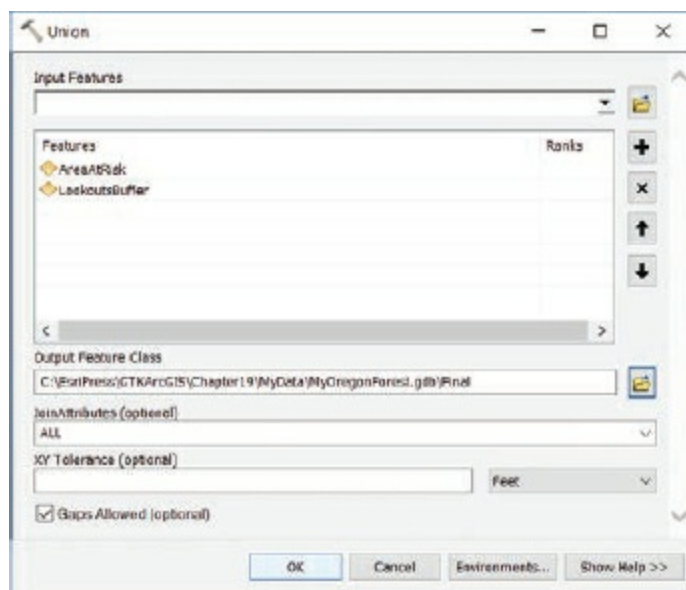 Union
Input Features
Features Ranks
AreaAtRisk
LookoutsBuffer
Output Feature Class
C:\EsriPress\GTKArcGIS\Chapter19\MyData\MyOregonForest.gdb\Final
JoinAttributes (optional)
ALL
XY Tolerance (optional)
Feet
Gaps Allowed (optional)
OK Cancel Environments... Show Help >>